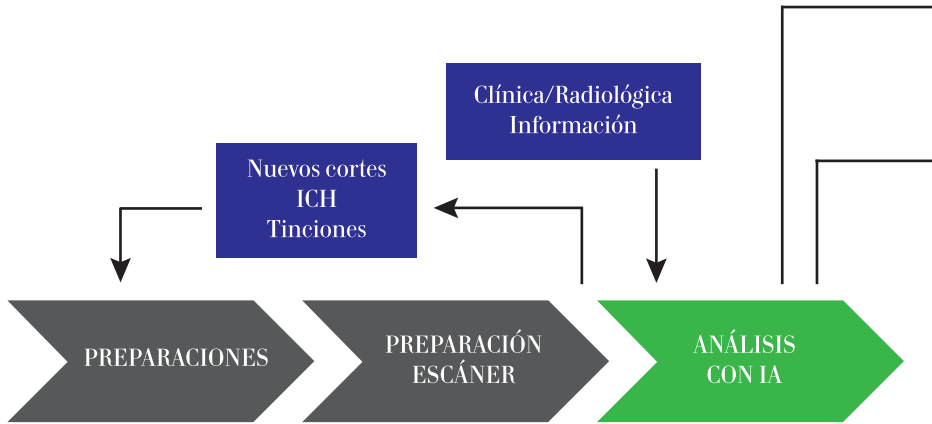 Clínica/Radiológica
Información
Nuevos cortes
ICH
Tinciones
PREPARACIONES
PREPARACIÓN
ESCÁNER
ANÁLISIS
CON IA